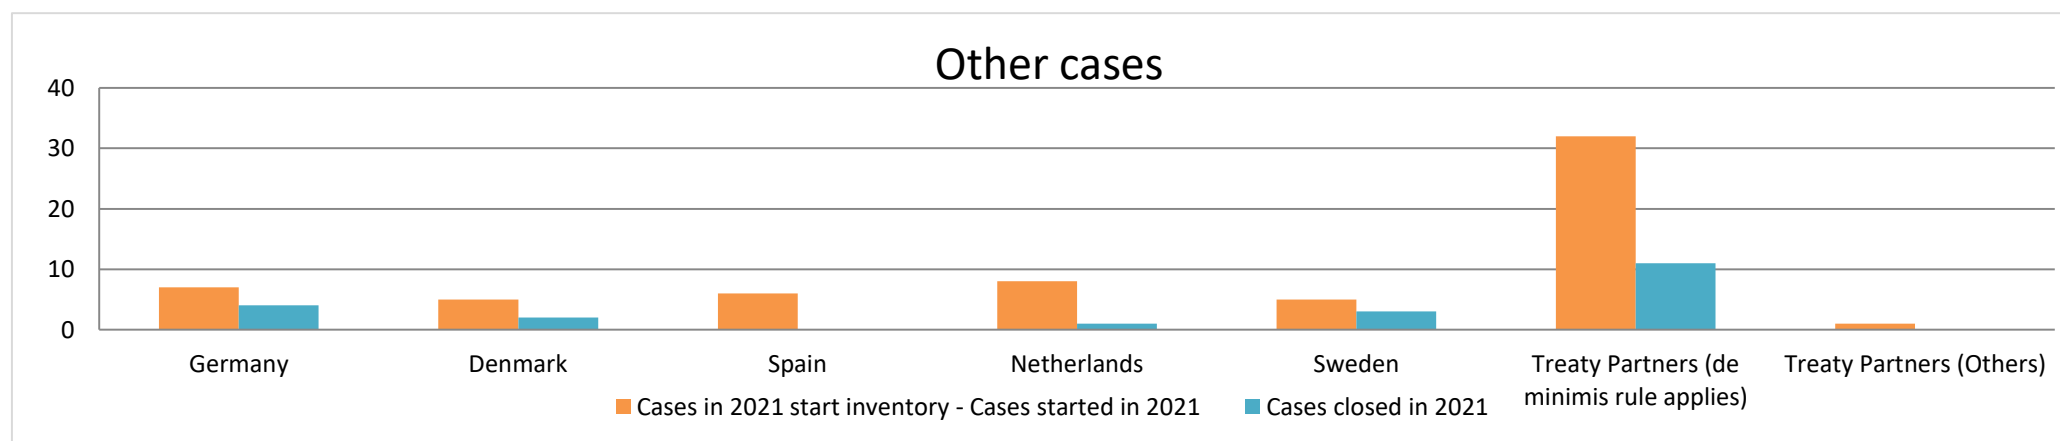 Other cases
40
30
20
10
0
Germany
Denmark
Spain
Netherlands
Sweden
Treaty Partners (de
minimis rule applies)
Treaty Partners (Others)
Cases in 2021 start inventory - Cases started in 2021
Cases closed in 2021